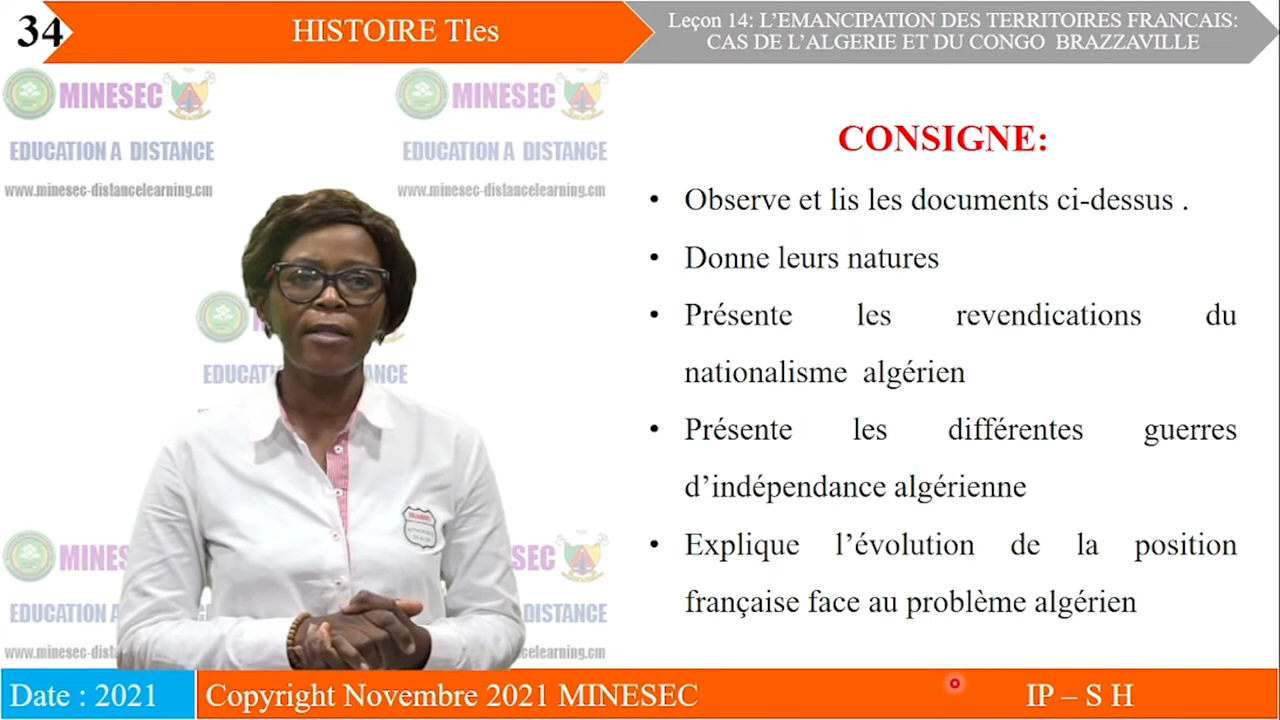 34
HISTOIRE Tles
Leçon 14: L'EMANCIPATION DES TERRITOIRES FRANCAIS:
CAS DE L'ALGERIE ET DU CONGO BRAZZAVILLE
MINESEC
EDUCATION A DISTANCE
www.minesec-distancelearning.cm
MINESEC
EDUCATION A DISTANCE
www.minesec-distancelearning.cm
CONSIGNE:
• Observe et lis les documents ci-dessus .
• Donne leurs natures
• Présente les revendications du
nationalisme algérien
• Présente les différentes guerres
d'indépendance algérienne
• Explique l'évolution de la position
française face au problème algérien
Date : 2021
Copyright Novembre 2021 MINESEC
IP – S H